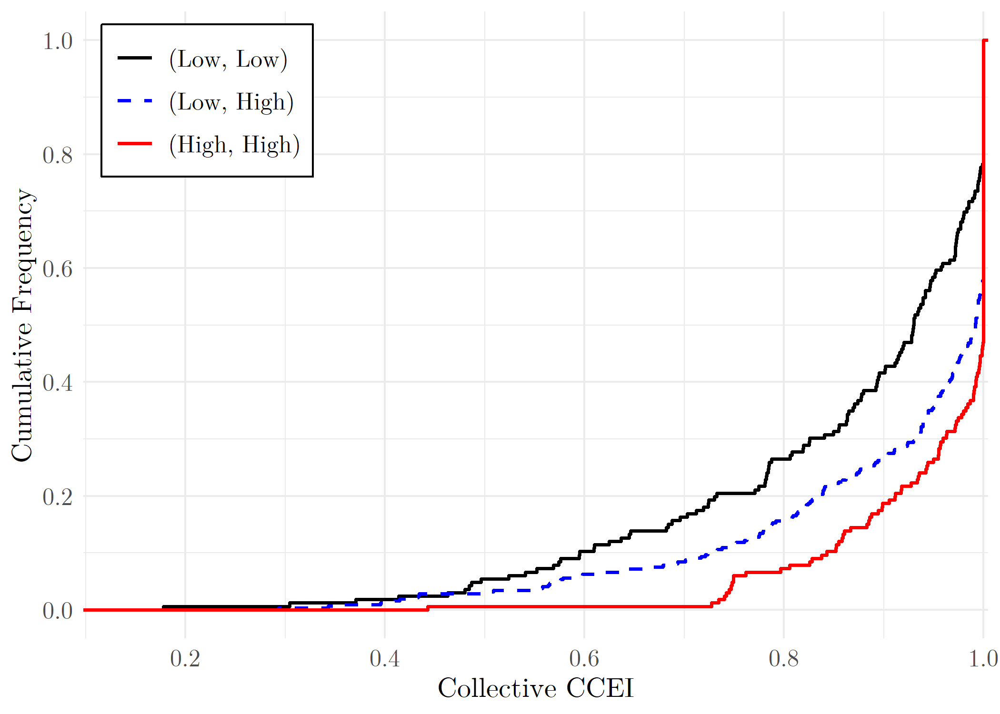 1.0
0.8
0.6
0.4
0.2
0.0
Cumulative Frequency
(Low, Low)
(Low, High)
(High, High)
0.2 0.4 0.6 0.8 1.0
Collective CCEI